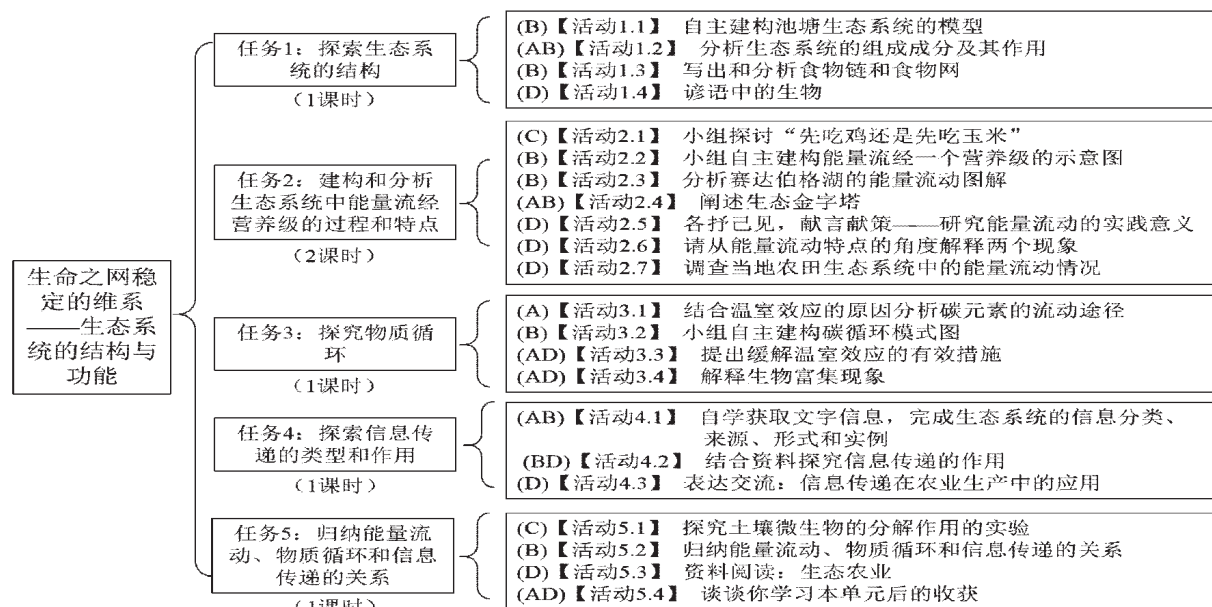 生命之网稳
定的维系
——生态系
统的结构与
功能
任务1：探索生态系
统的结构
（1课时）
(B)【活动1.1】 自主建构池塘生态系统的模型
(AB)【活动1.2】 分析生态系统的组成成分及其作用
(B)【活动1.3】 写出和分析食物链和食物网
(D)【活动1.4】 谚语中的生物
任务2：建构和分析
生态系统中能量流经
营养级的过程和特点
（2课时）
(C)【活动2.1】 小组探讨“先吃鸡还是先吃玉米”
(B)【活动2.2】 小组自主建构能量流经一个营养级的示意图
(B)【活动2.3】 分析赛达伯格湖的能量流动图解
(AB)【活动2.4】 阐述生态金字塔
(D)【活动2.5】 各抒己见，献言献策——研究能量流动的实践意义
(D)【活动2.6】 请从能量流动特点的角度解释两个现象
(D)【活动2.7】 调查当地农田生态系统中的能量流动情况
任务3：探究物质循
环
（1课时）
(A)【活动3.1】 结合温室效应的原因分析碳元素的流动途径
(B)【活动3.2】 小组自主建构碳循环模式图
(AD)【活动3.3】 提出缓解温室效应的有效措施
(AD)【活动3.4】 解释生物富集现象
任务4：探索信息传
递的类型和作用
（1课时）
(AB)【活动4.1】 自学获取文字信息，完成生态系统的信息分类、
来源、形式和实例
(BD)【活动4.2】 结合资料探究信息传递的作用
(D)【活动4.3】 表达交流：信息传递在农业生产中的应用
任务5：归纳能量流
动、物质循环和信息
传递的关系
（1课时）
(C)【活动5.1】 探究土壤微生物的分解作用的实验
(B)【活动5.2】 归纳能量流动、物质循环和信息传递的关系
(D)【活动5.3】 资料阅读：生态农业
(AD)【活动5.4】 谈谈你学习本单元后的收获